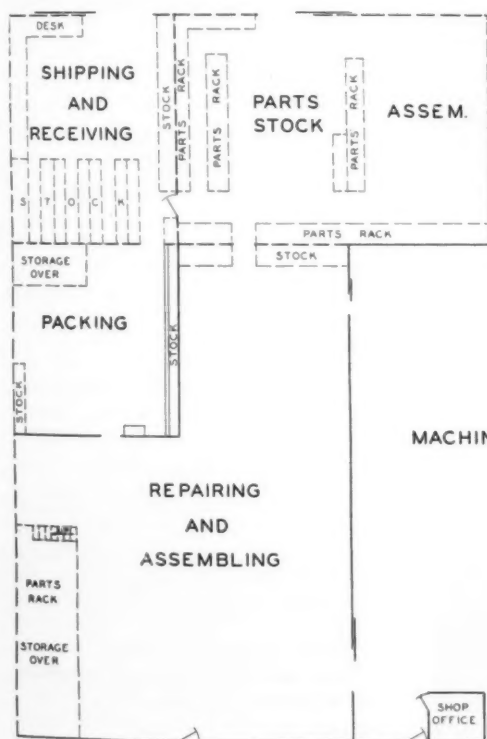 DESK
SHIPPING
AND
RECEIVING
STOCK
PARTS RACK
PARTS RACK
PARTS
STOCK
PARTS RACK
ASSEM.
STOCK
PARTS RACK
STOCK
STORAGE
OVER
PACKING
STOCK
STOCK
MACHIN
REPAIRING
AND
ASSEMBLING
PARTS
RACK
STORAGE
OVER
SHOP
OFFICE